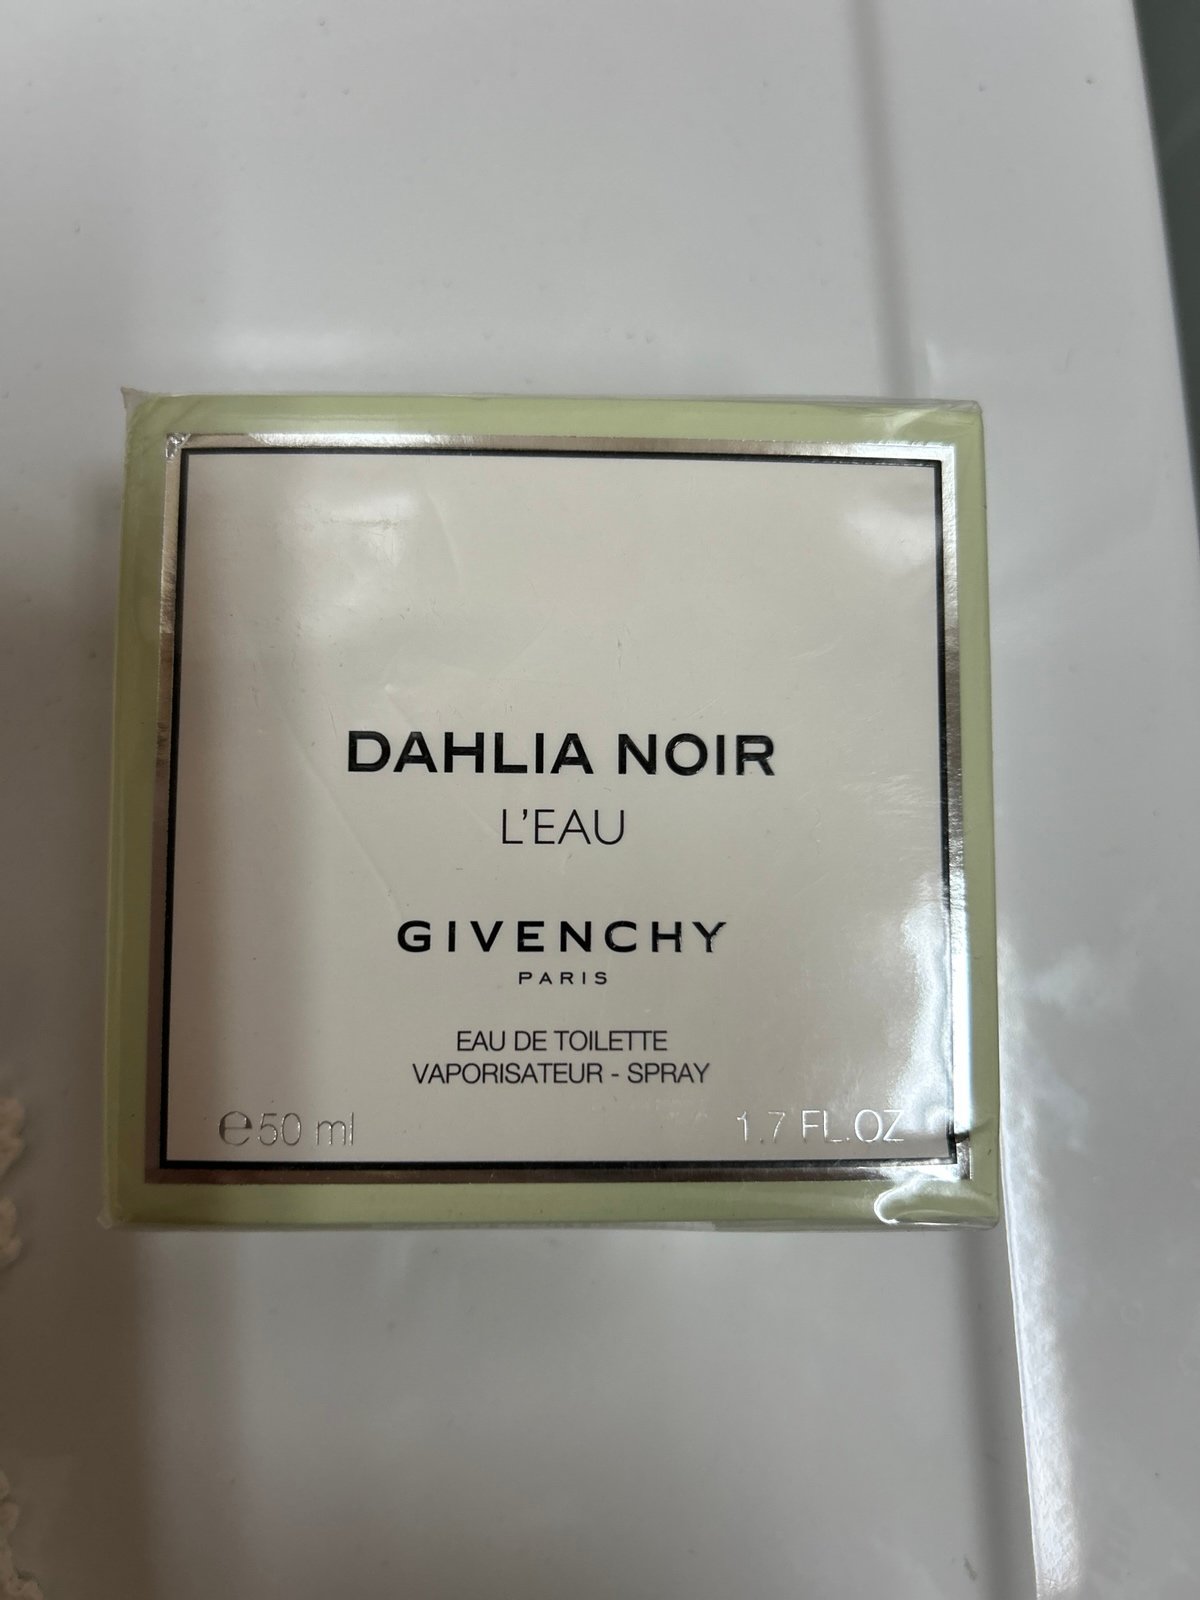 DAHLIA NOIR
L'EAU
GIVENCHY
PARIS
EAU DE TOILETTE
VAPORISATEUR - SPRAY
℮50 ml 1.7 FL.OZ